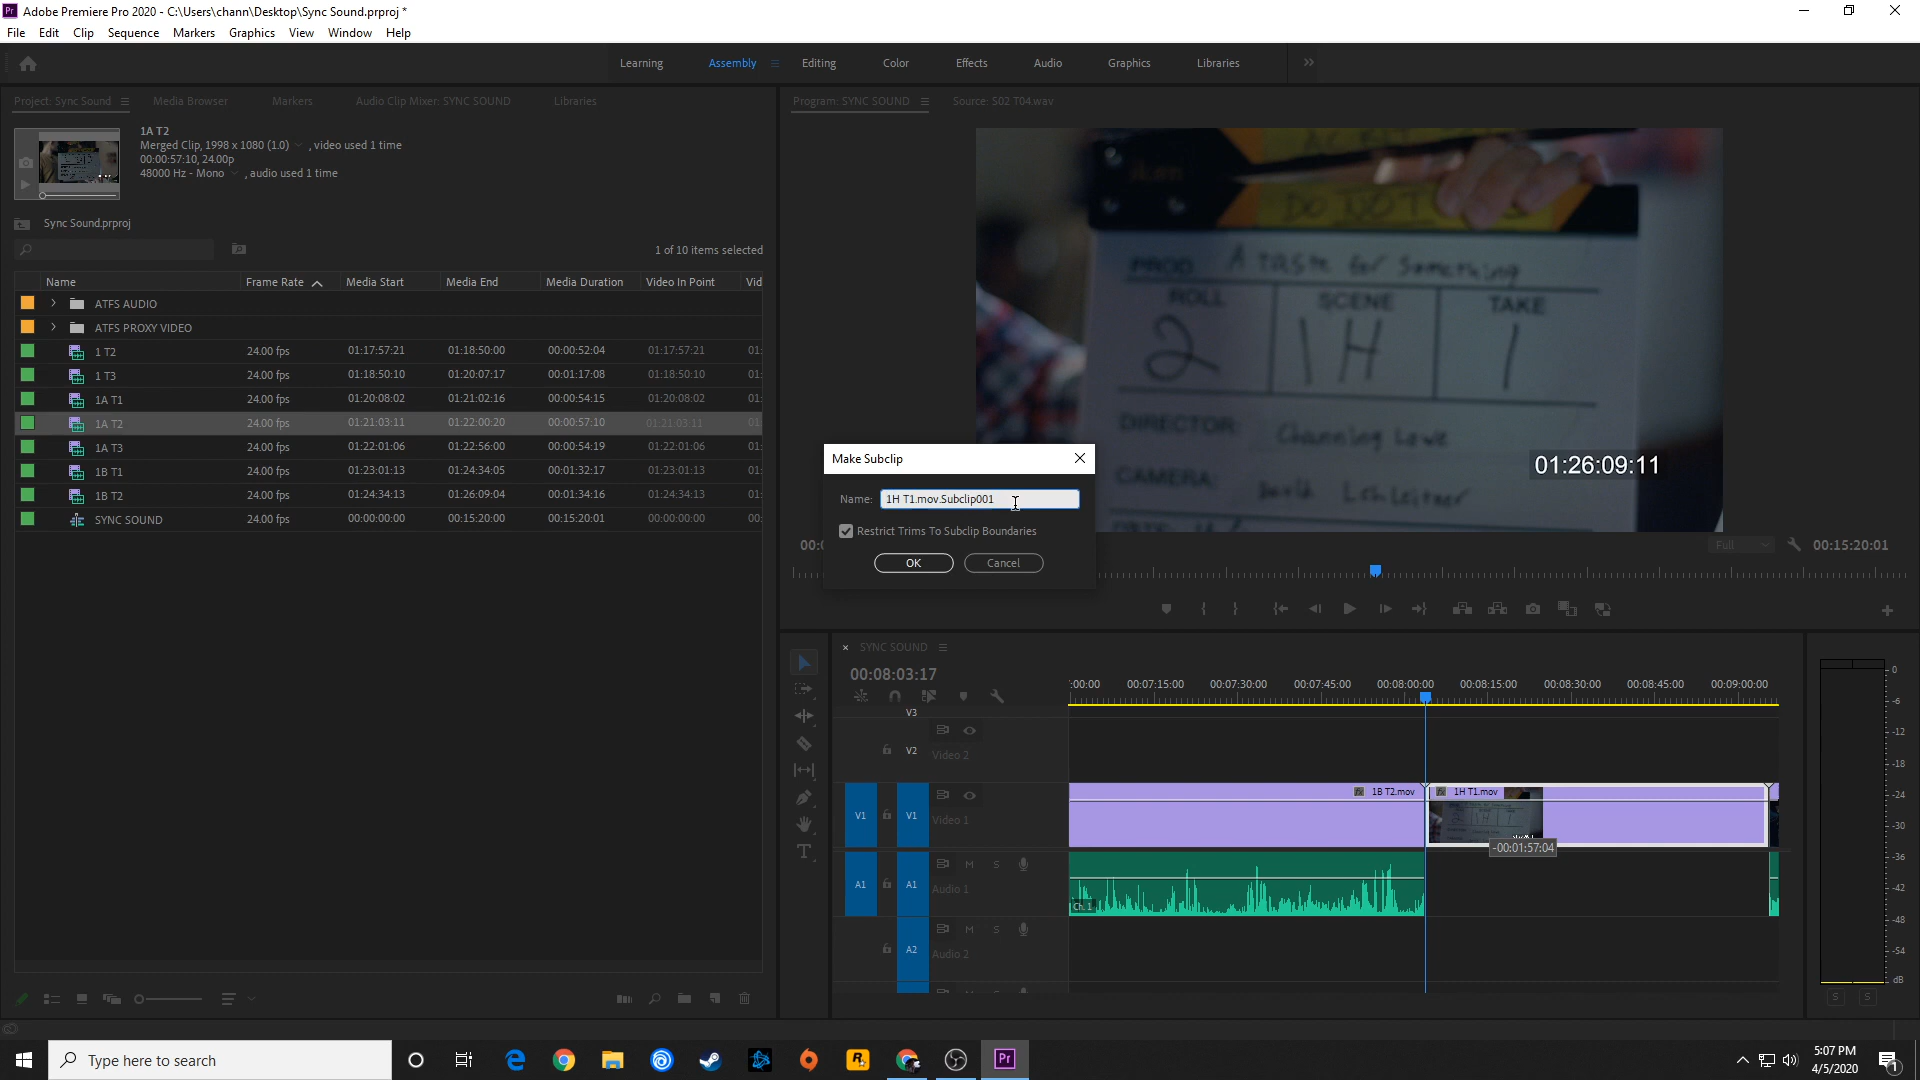 Adobe Premiere Pro 2020 - C:\Users\chann\Desktop\Sync Sound.prproj *
File Edit Clip Sequence Markers Graphics View Window Help
Learning Assembly Editing Color Effects Audio Graphics Libraries
Project: Sync Sound Media Browser Markers Audio Clip Mixer: SYNC SOUND Libraries
Program: SYNC SOUND Source: S02 T04.wav
1A T2
Merged Clip, 1998 x 1080 (1.0) , video used 1 time
00:00:57:10, 24.00p
48000 Hz - Mono , audio used 1 time
Sync Sound.prproj
1 of 10 items selected
Name Frame Rate Media Start Media End Media Duration Video In Point Vid
ATFS AUDIO
ATFS PROXY VIDEO
1 T2 24.00 fps 01:17:57:21 01:18:50:00 00:00:52:04 01:17:57:21 01:
1 T3 24.00 fps 01:18:50:10 01:20:07:17 00:01:17:08 01:18:50:10 01:
1A T1 24.00 fps 01:20:08:02 01:21:02:16 00:00:54:15 01:20:08:02 01:
1A T2 24.00 fps 01:21:03:11 01:22:00:20 00:00:57:10 01:21:03:11 01
1A T3 24.00 fps 01:22:01:06 01:22:56:00 00:00:54:19 01:22:01:06 01:
1B T1 24.00 fps 01:23:01:13 01:24:34:05 00:01:32:17 01:23:01:13 01:
1B T2 24.00 fps 01:24:34:13 01:26:09:04 00:01:34:16 01:24:34:13 01:
SYNC SOUND 24.00 fps 00:00:00:00 00:15:20:00 00:15:20:01 00:00:00:00 00:
DO NOT
PROD A Taste for Something
ROLL SCENE TAKE
2 1H 1
DIRECTOR: Channing Lowe
CAMERA: David Lehleitner
01:26:09:11
Make Subclip
Name: 1H T1.mov.Subclip001
Restrict Trims To Subclip Boundaries
OK Cancel
00:0
Full 00:15:20:01
SYNC SOUND
00:08:03:17
:00:00 00:07:15:00 00:07:30:00 00:07:45:00 00:08:00:00 00:08:15:00 00:08:30:00 00:08:45:00 00:09:00:00
V3
V2
Video 2
V1 V1 Video 1
fx 1B T2.mov fx 1H T1.mov
-00:01:57:04
A1 A1 M S
Audio 1
Ch. 1
A2 M S
Audio 2
0
-6
-12
-18
-24
-30
-36
-42
-48
-54
dB
S S
Type here to search
5:07 PM
4/5/2020
1